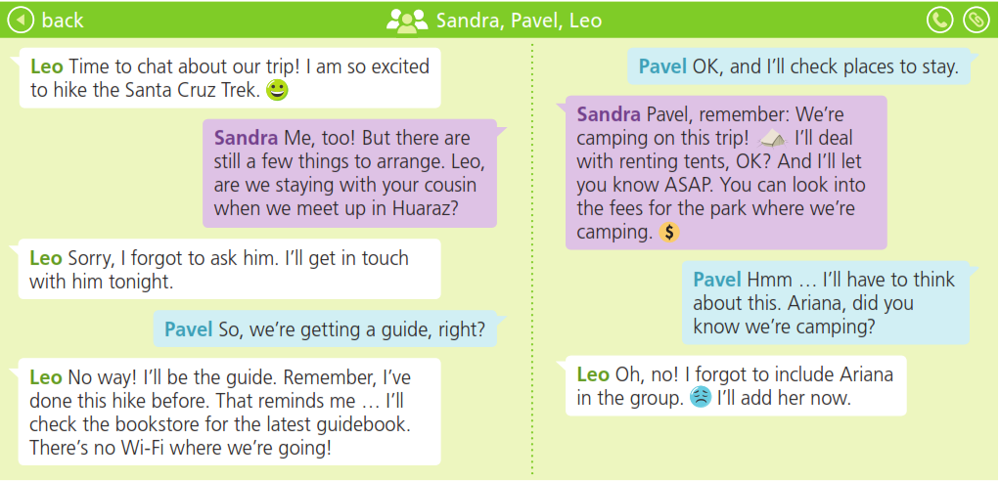 back
Sandra, Pavel, Leo
Leo Time to chat about our trip! I am so excited
to hike the Santa Cruz Trek.
Sandra Me, too! But there are
still a few things to arrange. Leo,
are we staying with your cousin
when we meet up in Huaraz?
Leo Sorry, I forgot to ask him. I’ll get in touch
with him tonight.
Pavel So, we’re getting a guide, right?
Leo No way! I’ll be the guide. Remember, I’ve
done this hike before. That reminds me … I’ll
check the bookstore for the latest guidebook.
There’s no Wi-Fi where we’re going!
Pavel OK, and I’ll check places to stay.
Sandra Pavel, remember: We’re
camping on this trip! I’ll deal
with renting tents, OK? And I’ll let
you know ASAP. You can look into
the fees for the park where we’re
camping. $
Pavel Hmm … I’ll have to think
about this. Ariana, did you
know we’re camping?
Leo Oh, no! I forgot to include Ariana
in the group. I’ll add her now.